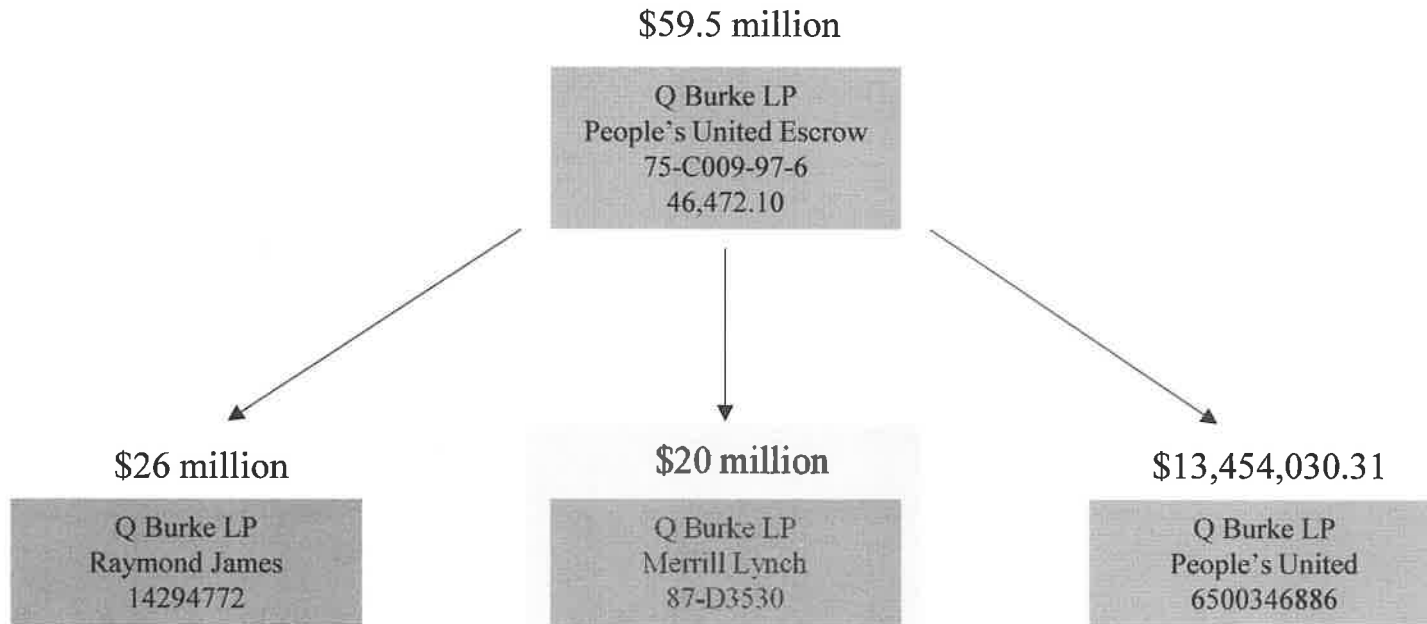 $59.5 million
Q Burke LP
People's United Escrow
75-C009-97-6
46,472.10
$26 million
Q Burke LP
Raymond James
14294772
$20 million
Q Burke LP
Merrill Lynch
87-D3530
$13,454,030.31
Q Burke LP
People's United
6500346886